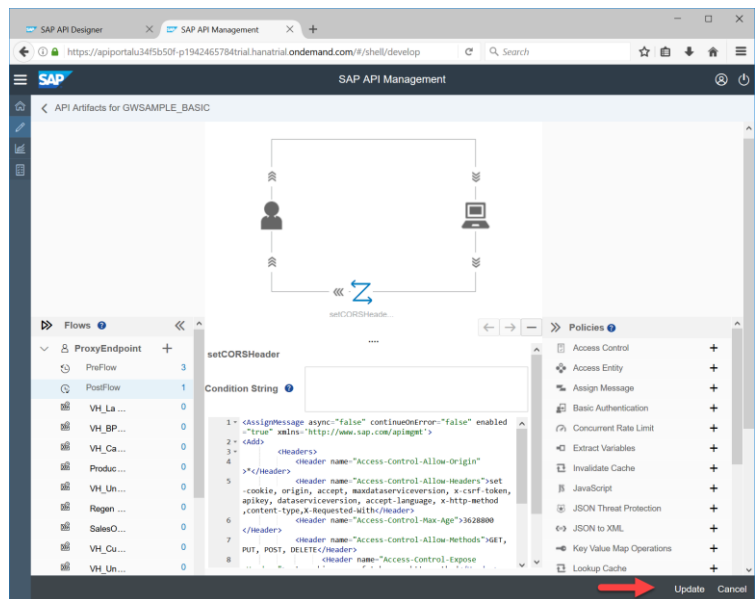 SAP API Designer
SAP API Management
https://apiportalu34f5b50f-p1942465784trial.hanatrial.ondemand.com/#/shell/develop
Search
SAP
SAP API Management
API Artifacts for GWSAMPLE_BASIC
setCORSHeade...
Flows
ProxyEndpoint
PreFlow 3
PostFlow 1
VH_La ... 0
VH_BP... 0
VH_Ca... 0
Produc ... 0
VH_Un... 0
Regen ... 0
SalesO... 0
VH_Cu... 0
VH_Un... 0
setCORSHeader
Condition String
1 <AssignMessage async="false" continueOnError="false" enabled
="true" xmlns='http://www.sap.com/apimgmt'>
2 <Add>
3 <Headers>
4 <Header name="Access-Control-Allow-Origin"
>*</Header>
5 <Header name="Access-Control-Allow-Headers">set
-cookie, origin, accept, maxdataserviceversion, x-csrf-token,
apikey, dataserviceversion, accept-language, x-http-method
,content-type,X-Requested-With</Header>
6 <Header name="Access-Control-Max-Age">3628800
</Header>
7 <Header name="Access-Control-Allow-Methods">GET,
PUT, POST, DELETE</Header>
8 <Header name="Access-Control-Expose
Policies
Access Control
Access Entity
Assign Message
Basic Authentication
Concurrent Rate Limit
Extract Variables
Invalidate Cache
JavaScript
JSON Threat Protection
JSON to XML
Key Value Map Operations
Lookup Cache
Update Cancel